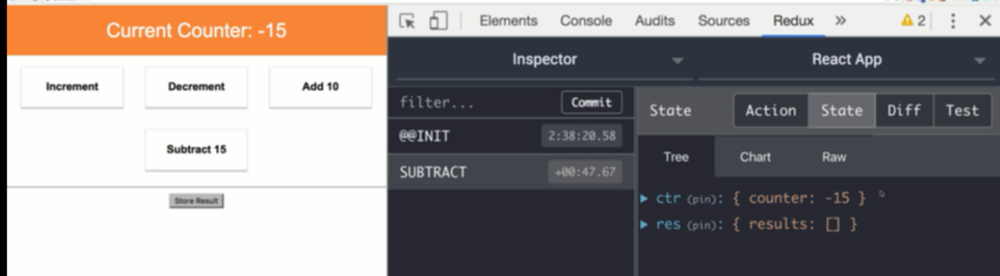 Current Counter: -15
Increment
Decrement
Add 10
Subtract 15
Store Result
Elements Console Audits Sources Redux » 2
Inspector
React App
filter... Commit
@@INIT 2:38:20.58
SUBTRACT +00:47.67
State Action State Diff Test
Tree Chart Raw
ctr (pin): { counter: -15 }
res (pin): { results: [] }